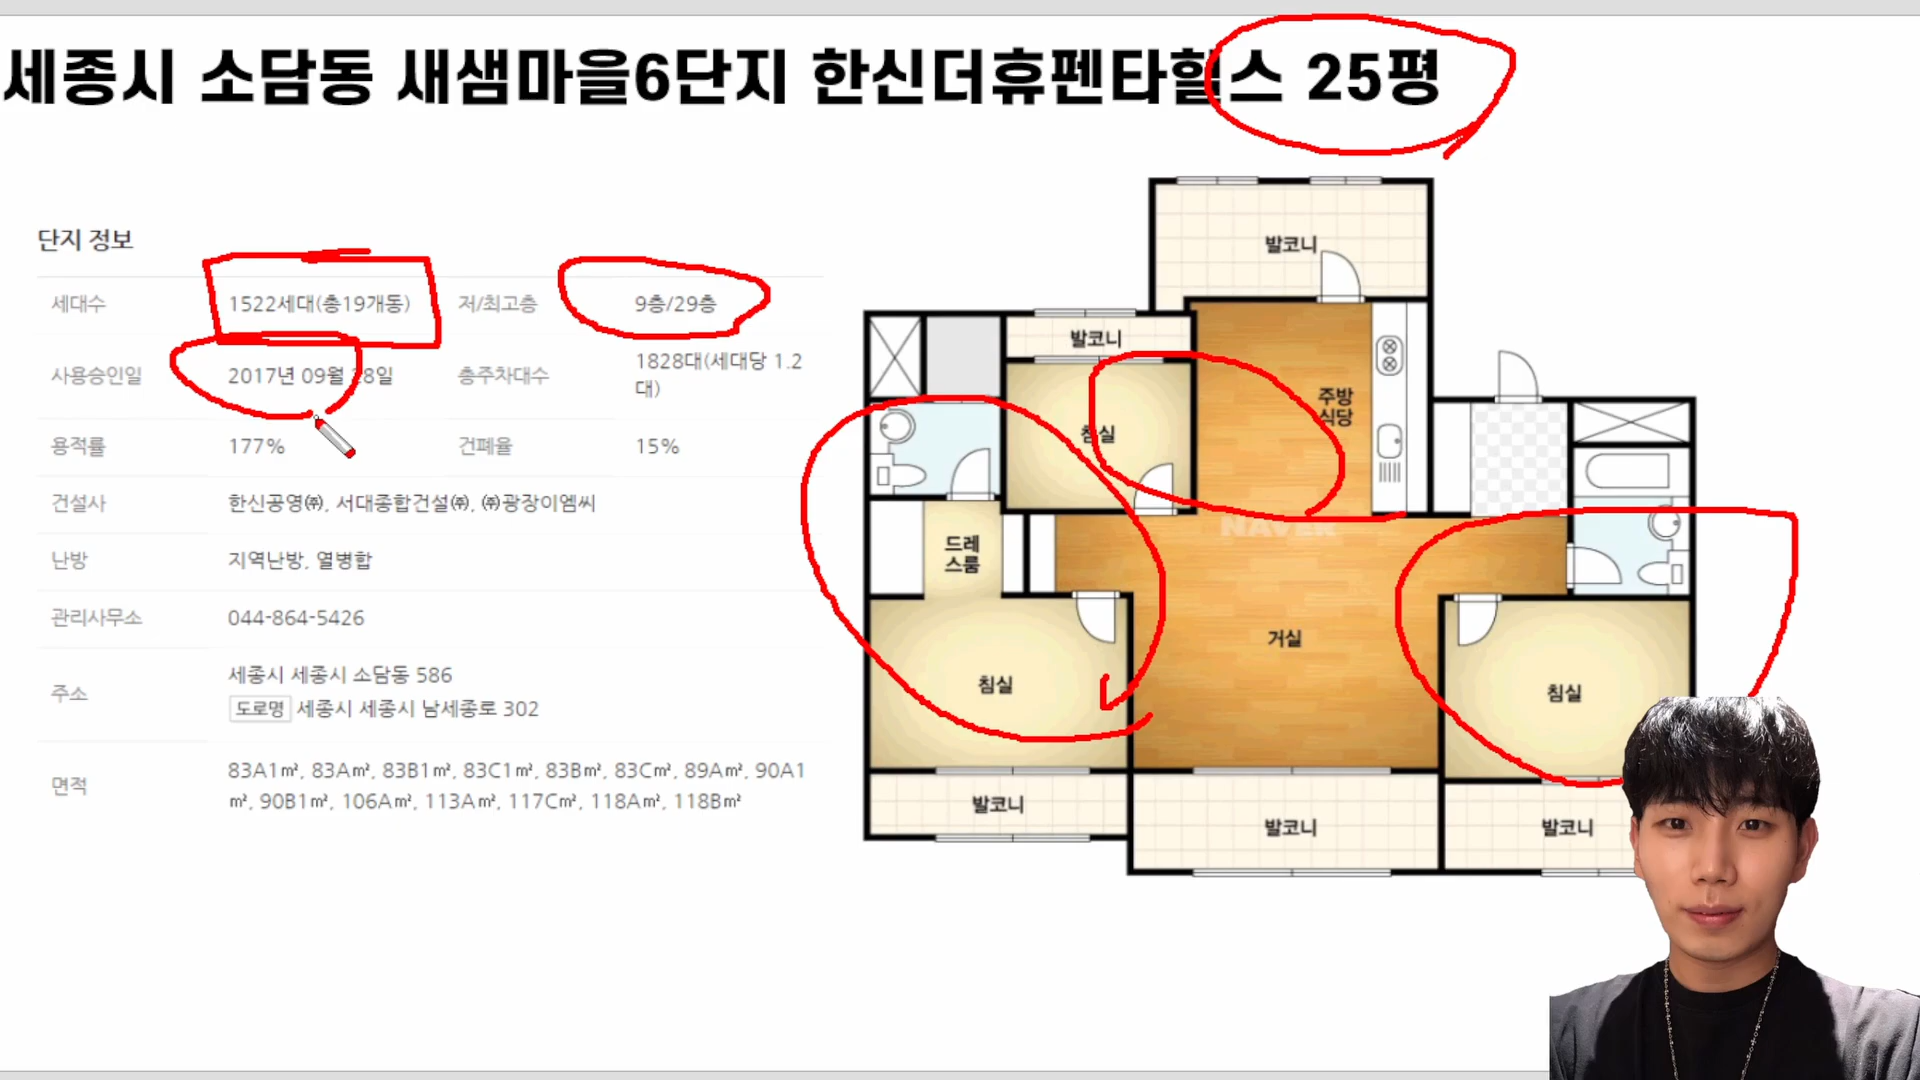 세종시 소담동 새샘마을6단지 한신더휴펜타힐스 25평
단지 정보
세대수 1522세대(총19개동) 저/최고층 9층/29층
사용승인일 2017년 09월 28일 총주차대수 1828대(세대당 1.2
대)
용적률 177% 건폐율 15%
건설사 한신공영㈜, 서대종합건설㈜, ㈜광장이엠씨
난방 지역난방, 열병합
관리사무소 044-864-5426
주소 세종시 세종시 소담동 586
도로명 세종시 세종시 남세종로 302
면적 83A1㎡, 83A㎡, 83B1㎡, 83C1㎡, 83B㎡, 83C㎡, 89A㎡, 90A1
㎡, 90B1㎡, 106A㎡, 113A㎡, 117C㎡, 118A㎡, 118B㎡
발코니
발코니
침실
주방
식당
드레
스룸
NAVER
거실
침실
침실
발코니
발코니
발코니